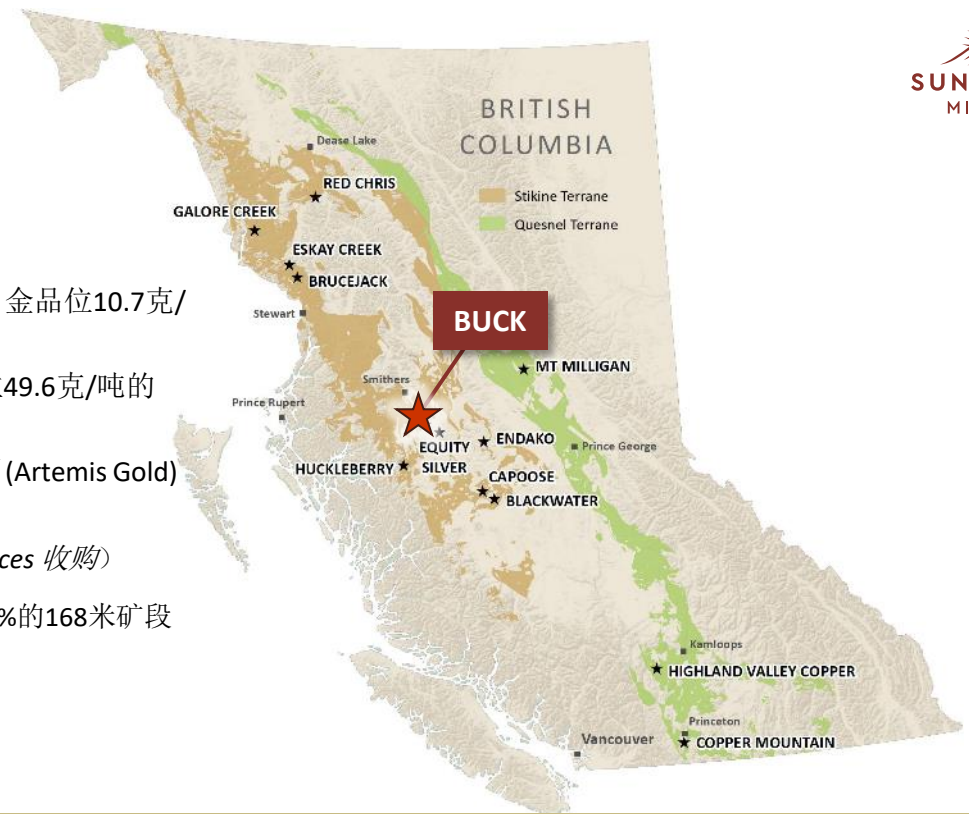 SUN
MI
BRITISH
COLUMBIA
Stikine Terrane
Quesnel Terrane
Dease Lake
RED CHRIS
GALORE CREEK
ESKAY CREEK
BRUCEJACK
金品位10.7克/
Stewart
BUCK
MT MILLIGAN
49.6克/吨的
Smithers
Prince Rupert
EQUITY
SILVER
ENDAKO
Prince George
(Artemis Gold)
HUCKLEBERRY
CAPOOSE
BLACKWATER
ces 收购）
%的168米矿段
Kamloops
HIGHLAND VALLEY COPPER
Princeton
Vancouver
COPPER MOUNTAIN